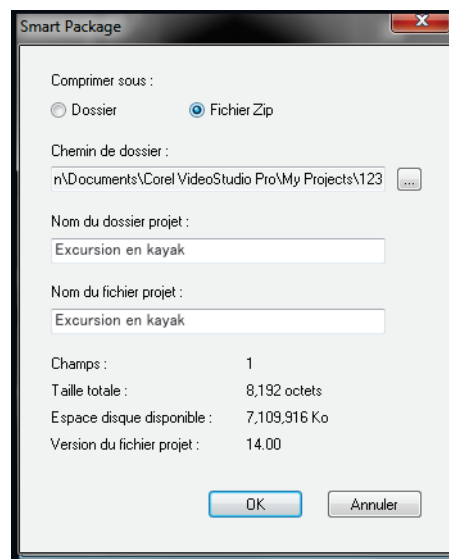 Smart Package
Comprimer sous :
Dossier Fichier Zip
Chemin de dossier :
n\Documents\Corel VideoStudio Pro\My Projects\123 ...
Nom du dossier projet :
Excursion en kayak
Nom du fichier projet :
Excursion en kayak
Champs : 1
Taille totale : 8,192 octets
Espace disque disponible : 7,109,916 Ko
Version du fichier projet : 14.00
OK Annuler